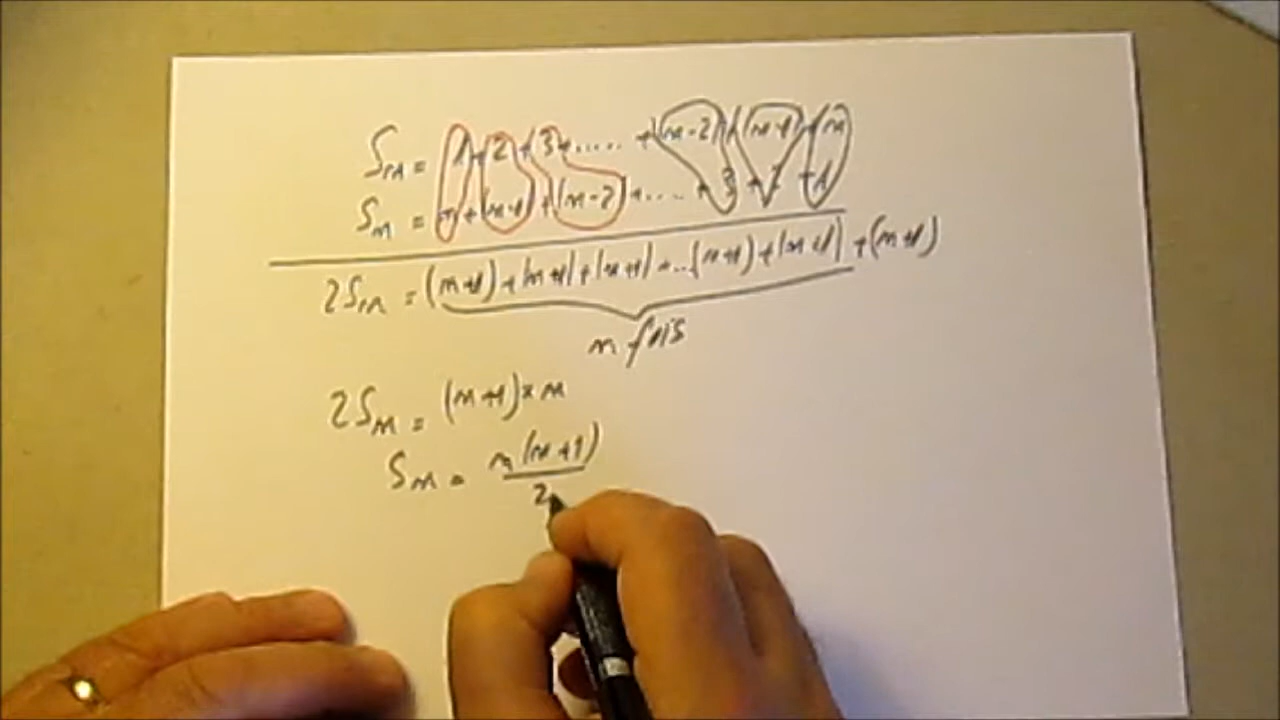 Sn = 1 + 2 + 3 + ..... + (n-2) + (n-1) + n
Sn = n + (n-1) + (n-2) + .... + 3 + 2 + 1
2Sn = (n+1) + (n+1) + (n+1) + ...(n+1) + (n+1) + (n+1)
n fois
2Sn = (n+1) × n
Sn = n(n+1)/2